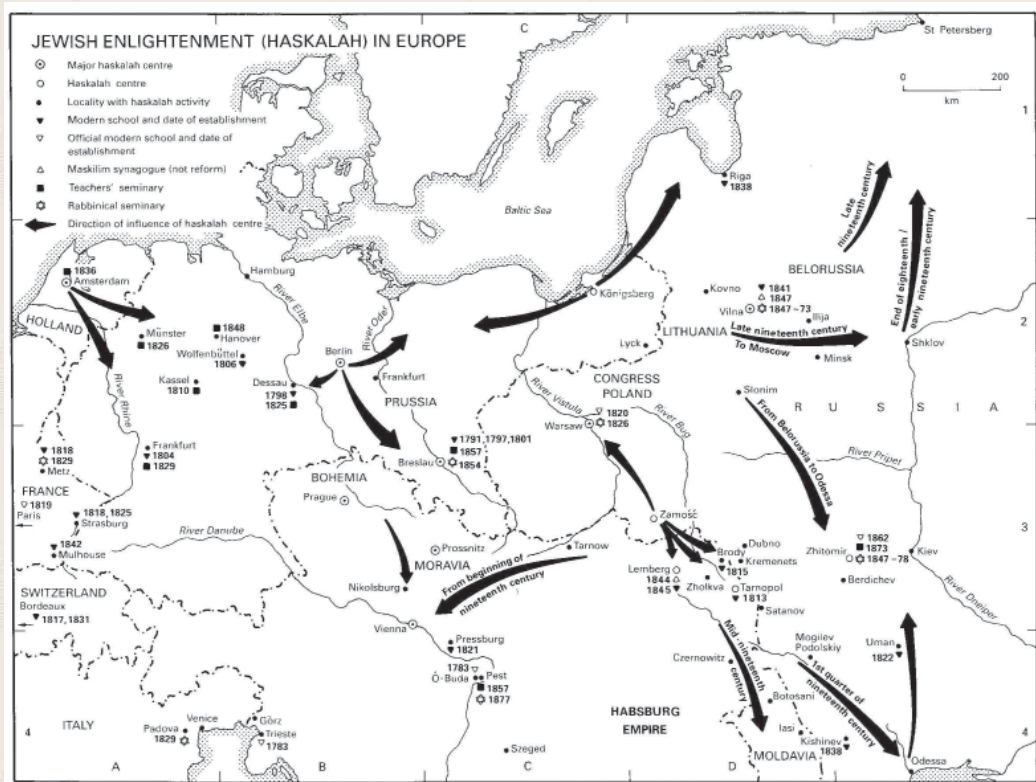 JEWISH ENLIGHTENMENT (HASKALAH) IN EUROPE
Major haskalah centre
Haskalah centre
Locality with haskalah activity
Modern school and date of establishment
Official modern school and date of
establishment
Maskilim synagogue (not reform)
Teachers' seminary
Rabbinical seminary
Direction of influence of haskalah centre
C
St Petersberg
0 200
km
1
Riga
1838
Baltic Sea
Late
nineteenth century
End of eighteenth /
early nineteenth century
BELORUSSIA
1836
Amsterdam
HOLLAND
Hamburg
River Elbe
River Oder
Königsberg
Kovno
1841
1847
1847-73
Vilna
Ilija
2
LITHUANIA
Late nineteenth century
To Moscow
Minsk
Shklov
Münster
1826
1848
Hanover
Wolfenbüttel
1806
Kassel
1810
Dessau
1798
1825
Berlin
Frankfurt
PRUSSIA
Lyck
CONGRESS
POLAND
River Vistula
1820
1826
Warsaw
River Bug
Slonim
RUSSIA
From Belorussia to Odessa
River Pripet
River Rhine
1818
1829
Metz
Frankfurt
1804
1829
1791,1797,1801
1857
1854
Breslau
BOHEMIA
Prague
FRANCE
1819
Paris
1818, 1825
Strasburg
River Danube
1842
Mulhouse
Prossnitz
MORAVIA
Nikolsburg
Tarnow
From beginning of
nineteenth century
Zamość
Dubno
Brody
Kremenets
1815
Lemberg
1844
1845
Zholkva
Tarnopol
1813
Satanov
1862
1873
1847-78
Zhitomir
Kiev
Berdichev
River Dneiper
3
SWITZERLAND
Bordeaux
1817, 1831
Vienna
Pressburg
1821
1783
Ó-Buda
Pest
1857
1877
Czernowitz
Mid-nineteenth
century
Mogilev
Podolskiy
1st quarter of
nineteenth century
Uman
1822
HABSBURG
EMPIRE
Botosani
Iasi
Kishinev
1838
MOLDAVIA
Odessa
4
ITALY
4
Padova
1829
Venice
Görz
Trieste
1783
Szeged
A
B
C
D